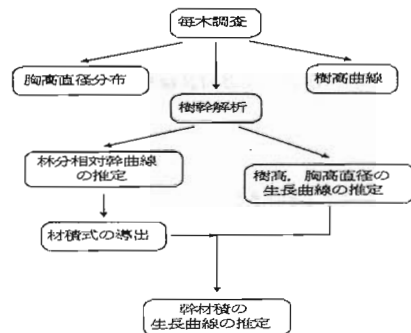 毎木調査
胸高直径分布
樹高曲線
樹幹解析
林分相対幹曲線
の推定
樹高，胸高直径の
生長曲線の推定
材積式の導出
幹材積の
生長曲線の推定